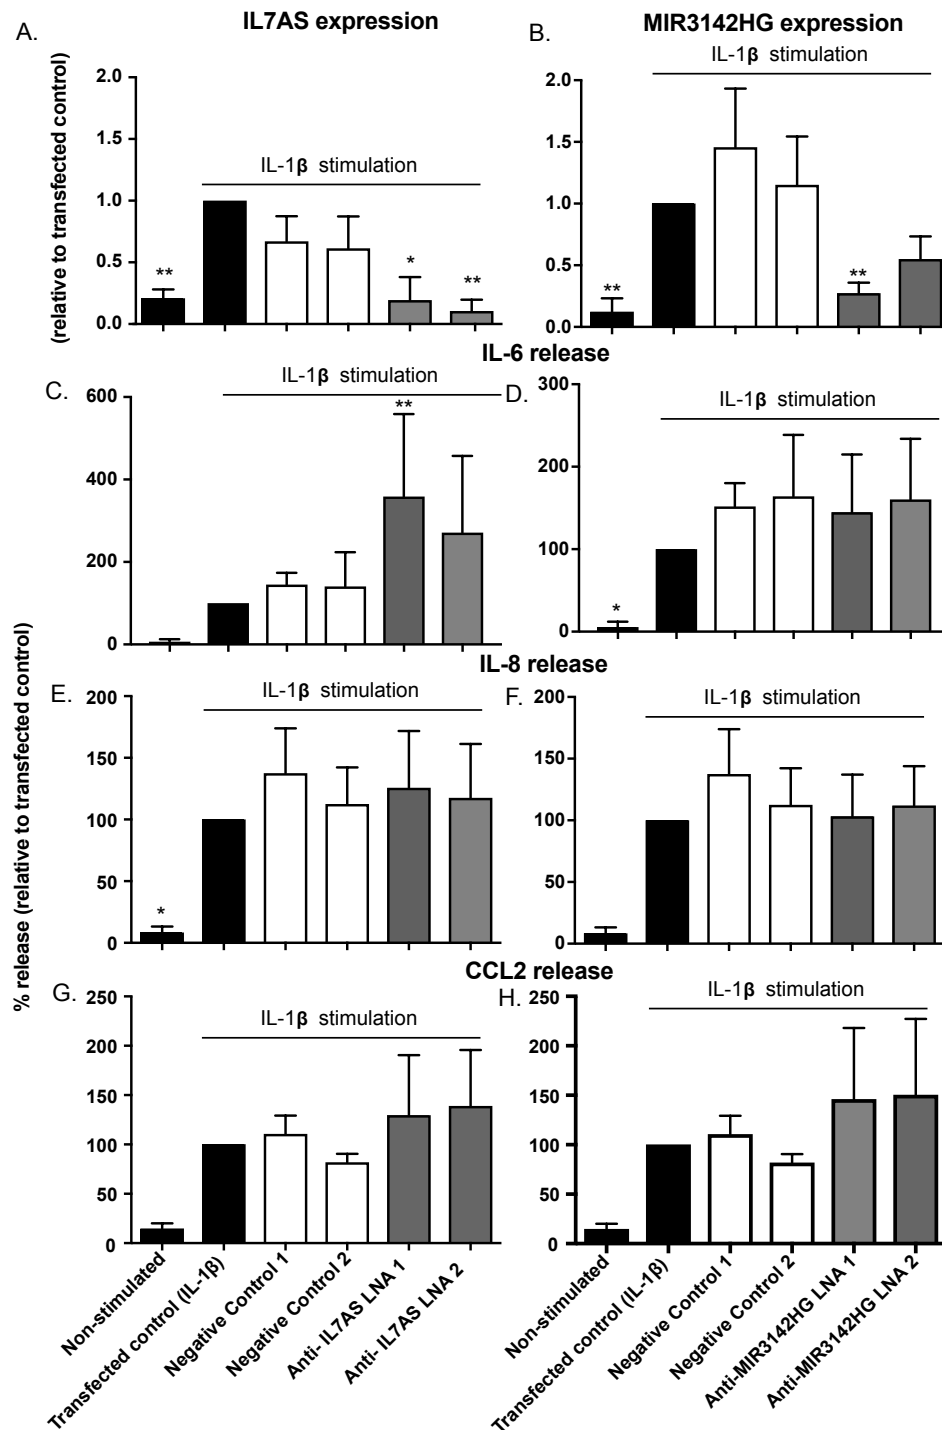 IL7AS expression
A.
(relative to transfected control)
2.0
1.5
1.0
0.5
0.0
IL-1β stimulation
**
*
**
MIR3142HG expression
B.
IL-1β stimulation
2.0
1.5
1.0
0.5
0.0
**
**
IL-6 release
C.
IL-1β stimulation
600
400
200
0
**
D.
IL-1β stimulation
300
200
100
0
*
% release (relative to transfected control)
IL-8 release
E.
IL-1β stimulation
200
150
100
50
0
*
F.
IL-1β stimulation
200
150
100
50
0
CCL2 release
G.
IL-1β stimulation
250
200
150
100
50
0
Non-stimulated
Transfected control (IL-1β)
Negative Control 1
Negative Control 2
Anti- IL7AS LNA 1
Anti- IL7AS LNA 2
H.
IL-1β stimulation
250
200
150
100
50
0
Non-stimulated
Transfected control (IL-1β)
Negative Control 1
Negative Control 2
Anti-MIR3142HG LNA 1
Anti-MIR3142HG LNA 2